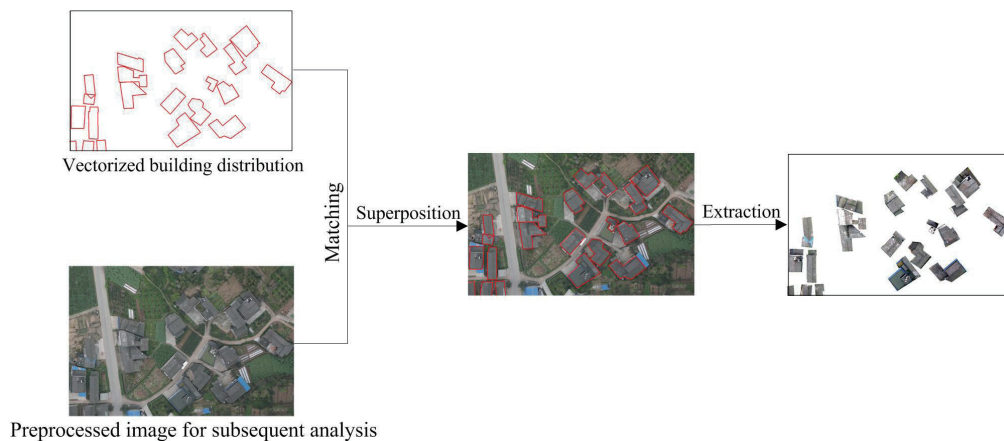 Vectorized building distribution
Matching
Superposition
Extraction
Preprocessed image for subsequent analysis